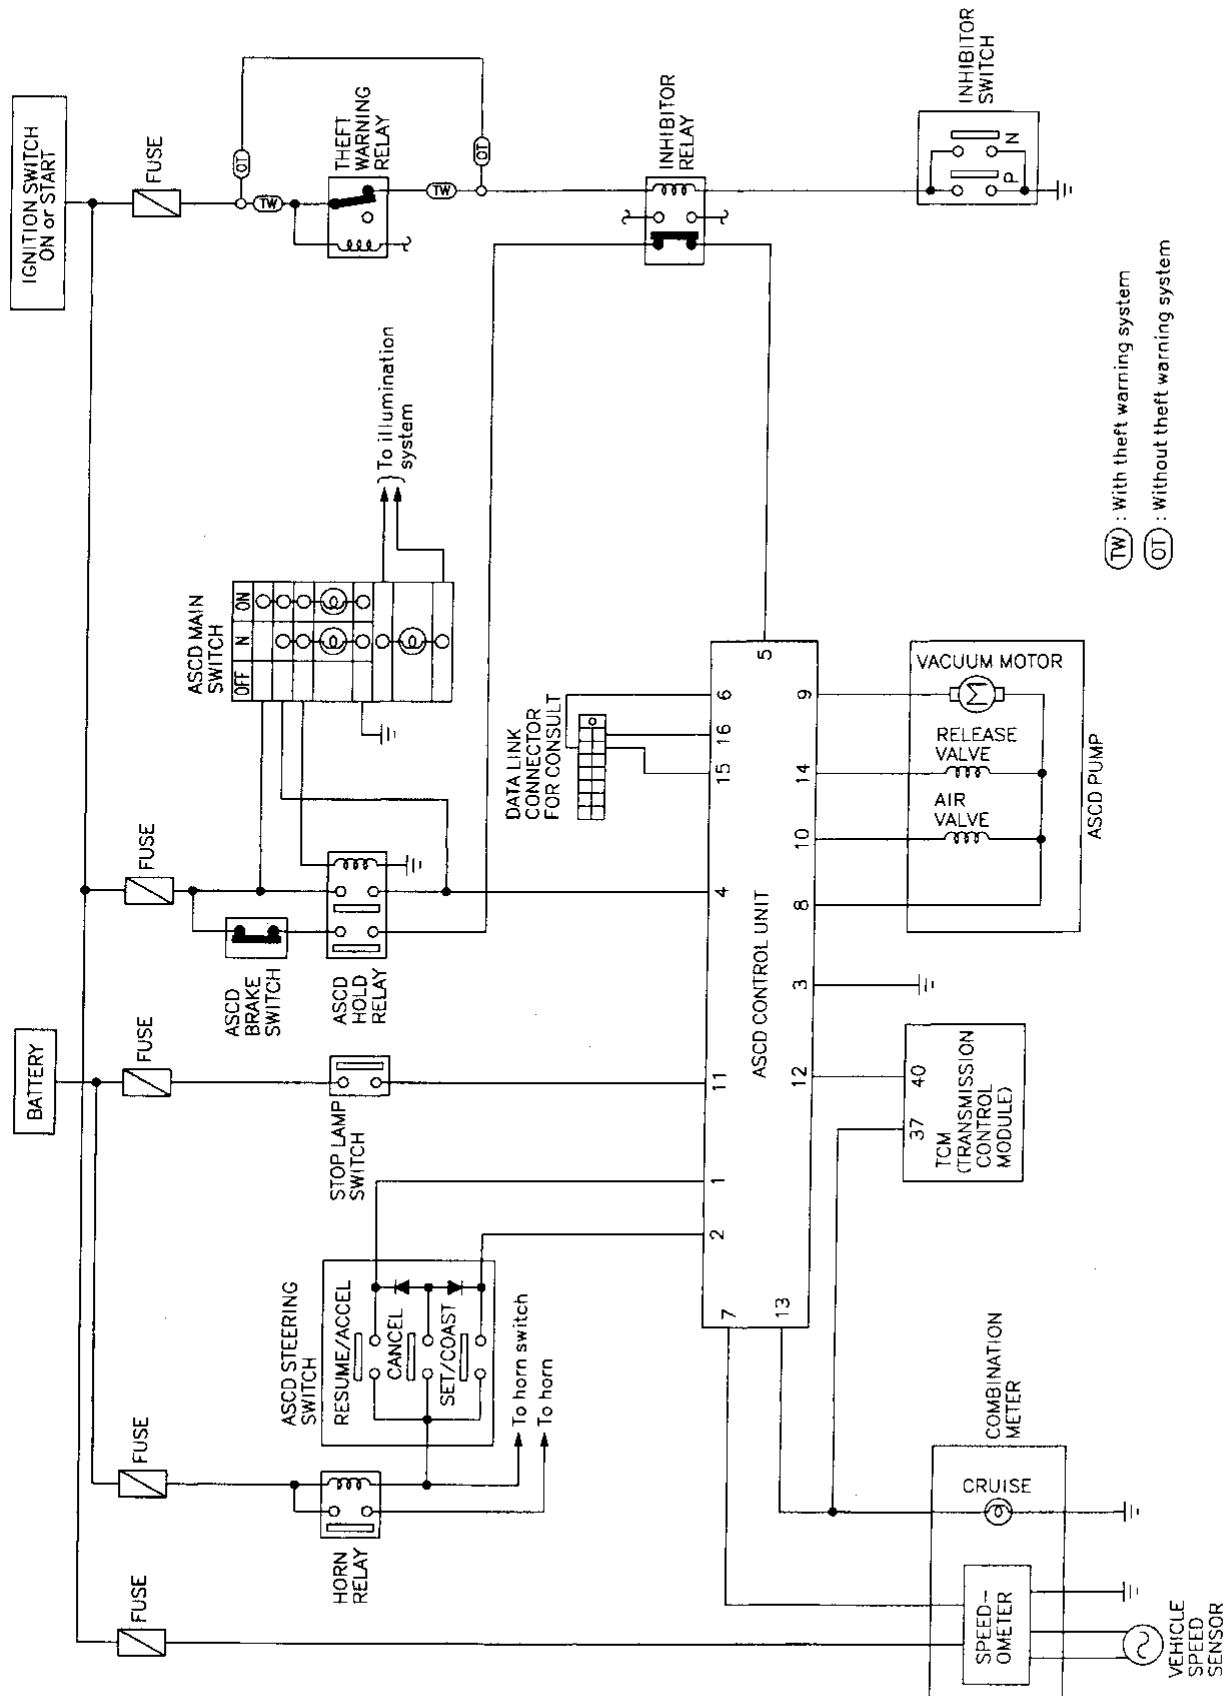 IGNITION SWITCH
ON or START
FUSE
OT
TW
THEFT
WARNING
RELAY
TW
OT
INHIBITOR
RELAY
INHIBITOR
SWITCH
P
N
TW : With theft warning system
OT : Without theft warning system
To illumination
system
ASCD MAIN
SWITCH
OFF
N
ON
FUSE
ASCD
BRAKE
SWITCH
ASCD
HOLD
RELAY
DATA LINK
CONNECTOR
FOR CONSULT
BATTERY
FUSE
STOP LAMP
SWITCH
FUSE
ASCD STEERING
SWITCH
RESUME/ACCEL
CANCEL
SET/COAST
To horn switch
To horn
HORN
RELAY
FUSE
ASCD CONTROL UNIT
7
2
1
11
4
15
16
6
5
13
12
3
8
10
14
9
VACUUM MOTOR
M
RELEASE
VALVE
AIR
VALVE
ASCD PUMP
37
40
TCM
(TRANSMISSION
CONTROL
MODULE)
COMBINATION
METER
CRUISE
SPEED-
OMETER
VEHICLE
SPEED
SENSOR